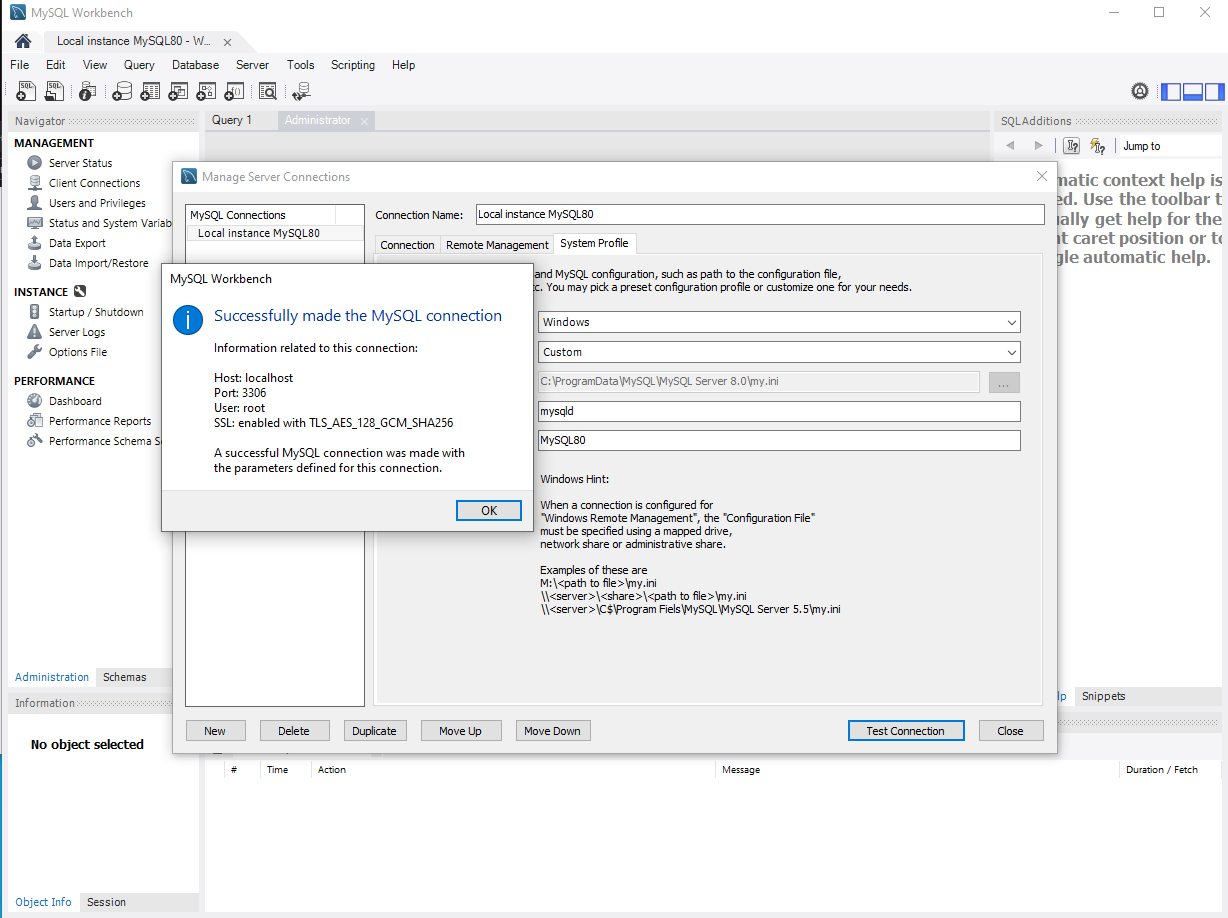 MySQL Workbench
Local instance MySQL80 - W...
File Edit View Query Database Server Tools Scripting Help
Navigator
MANAGEMENT
Server Status
Client Connections
Users and Privileges
Status and System Variab
Data Export
Data Import/Restore
INSTANCE
Startup / Shutdown
Server Logs
Options File
PERFORMANCE
Dashboard
Performance Reports
Performance Schema S
Administration Schemas
Information
No object selected
Object Info Session
Query 1 Administrator
SQLAdditions
Jump to
matic context help is
ed. Use the toolbar t
ually get help for the
nt caret position or to
gle automatic help.
Manage Server Connections
MySQL Connections
Local instance MySQL80
Connection Name: Local instance MySQL80
Connection Remote Management System Profile
and MySQL configuration, such as path to the configuration file,
tc. You may pick a preset configuration profile or customize one for your needs.
Windows
Custom
C:\ProgramData\MySQL\MySQL Server 8.0\my.ini ...
mysqld
MySQL80
Windows Hint:
When a connection is configured for
"Windows Remote Management", the "Configuration File"
must be specified using a mapped drive,
network share or administrative share.
Examples of these are
M:\<path to file>\my.ini
\\<server>\<share>\<path to file>\my.ini
\\<server>\C$\Program Fiels\MySQL\MySQL Server 5.5\my.ini
New Delete Duplicate Move Up Move Down Test Connection Close
MySQL Workbench
Successfully made the MySQL connection
Information related to this connection:
Host: localhost
Port: 3306
User: root
SSL: enabled with TLS_AES_128_GCM_SHA256
A successful MySQL connection was made with
the parameters defined for this connection.
OK
lp Snippets
# Time Action Message Duration / Fetch